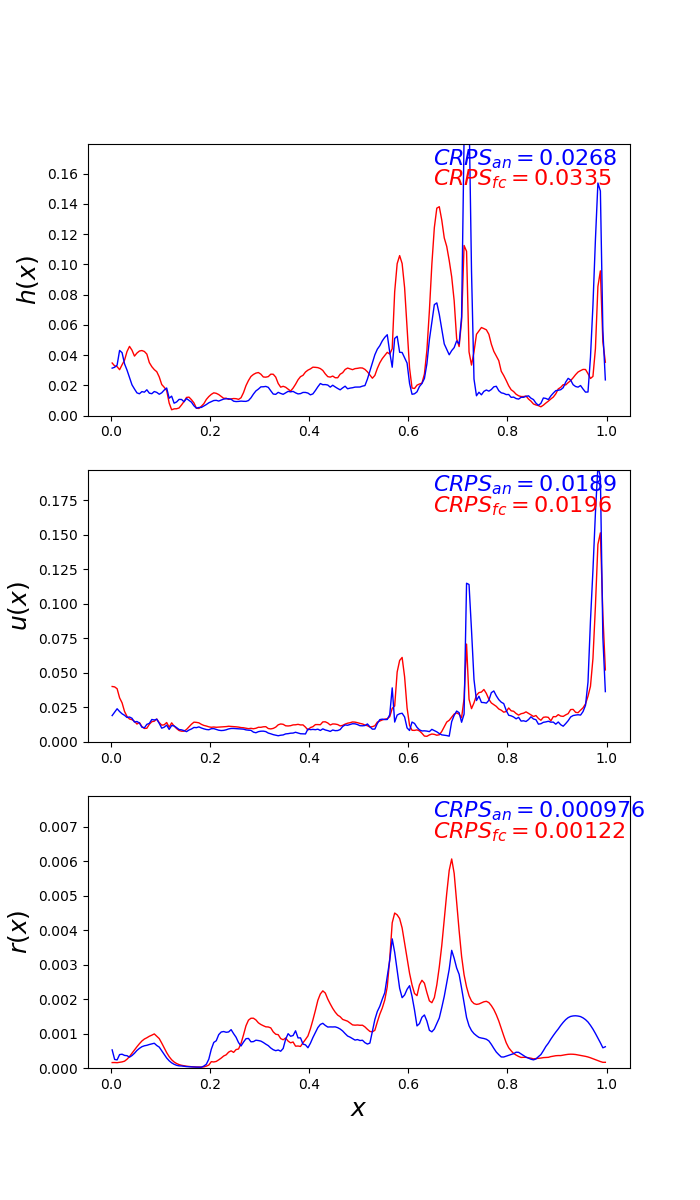 CRPS_an = 0.0268
CRPS_fc = 0.0335
0.16
0.14
0.12
0.10
0.08
0.06
0.04
0.02
0.00
h(x)
0.0 0.2 0.4 0.6 0.8 1.0
CRPS_an = 0.0189
CRPS_fc = 0.0196
0.175
0.150
0.125
0.100
0.075
0.050
0.025
0.000
u(x)
0.0 0.2 0.4 0.6 0.8 1.0
CRPS_an = 0.000976
CRPS_fc = 0.00122
0.007
0.006
0.005
0.004
0.003
0.002
0.001
0.000
r(x)
0.0 0.2 0.4 0.6 0.8 1.0
x